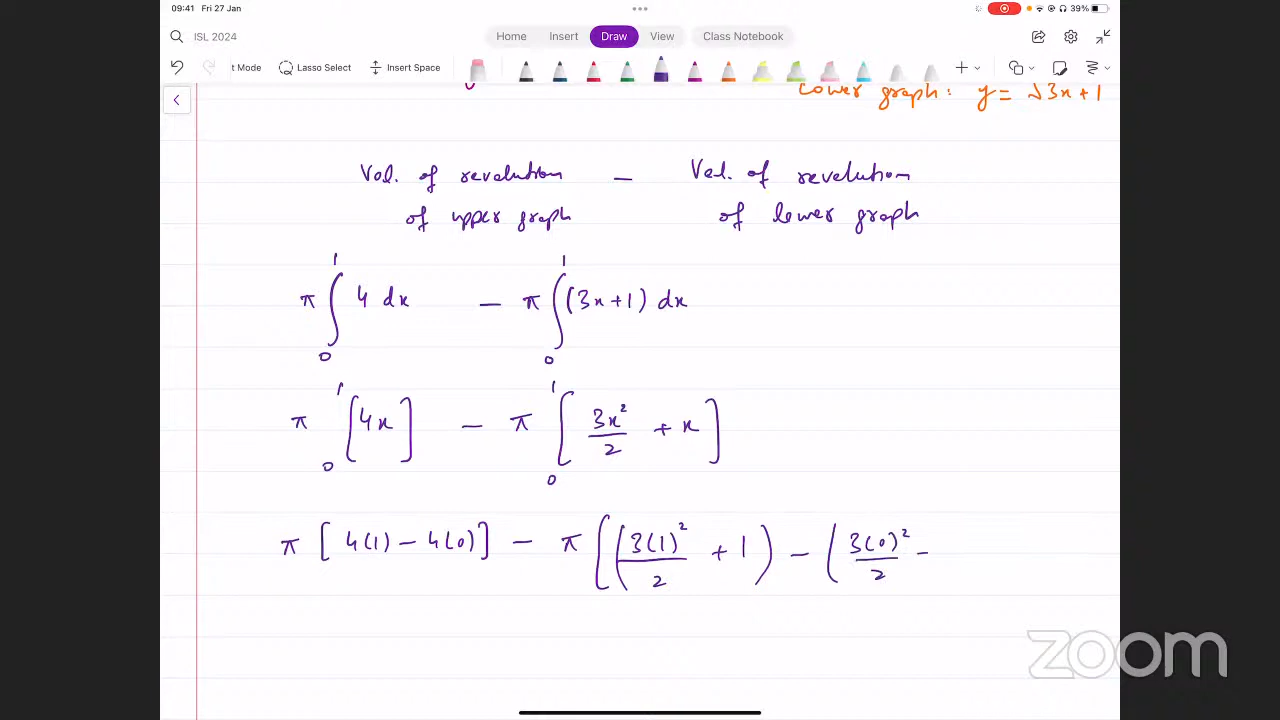 09:41 Fri 27 Jan 39%
ISL 2024 Home Insert Draw View Class Notebook
t Mode Lasso Select Insert Space
Lower graph: y = √3x+1
Vol. of revolution — Vol. of revolution
of upper graph of lower graph
π ∫₀¹ 4 dx — π ∫₀¹ (3x+1) dx
π ₀¹[4x] — π ₀¹[3x²/2 + x]
π [4(1) — 4(0)] — π [(3(1)²/2 + 1) — (3(0)²/2 -
zoom